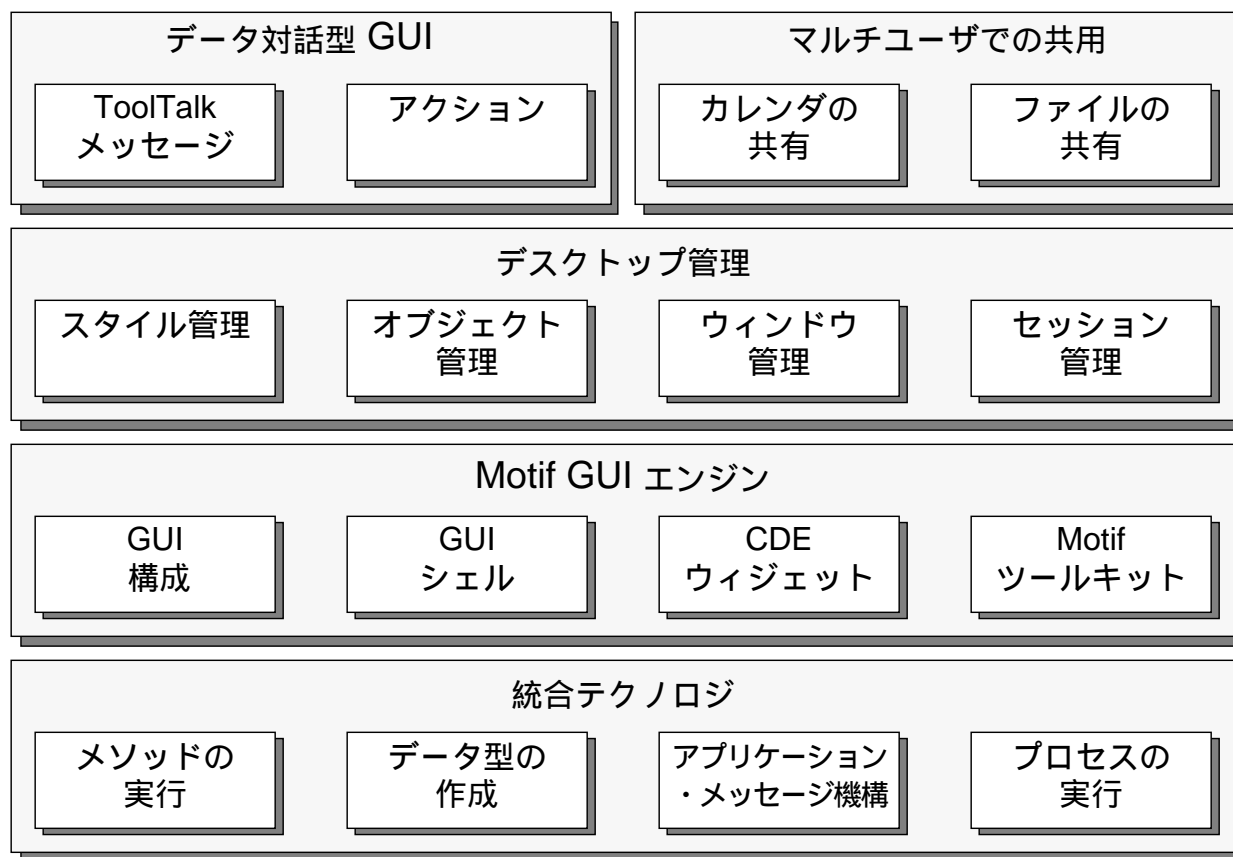 データ対話型 GUI
ToolTalk
メッセージ
アクション
マルチユーザでの共用
カレンダの
共有
ファイルの
共有
デスクトップ管理
スタイル管理
オブジェクト
管理
ウィンドウ
管理
セッション
管理
Motif GUI エンジン
GUI
構成
GUI
シェル
CDE
ウィジェット
Motif
ツールキット
統合テクノロジ
メソッドの
実行
データ型の
作成
アプリケーション
・メッセージ機構
プロセスの
実行